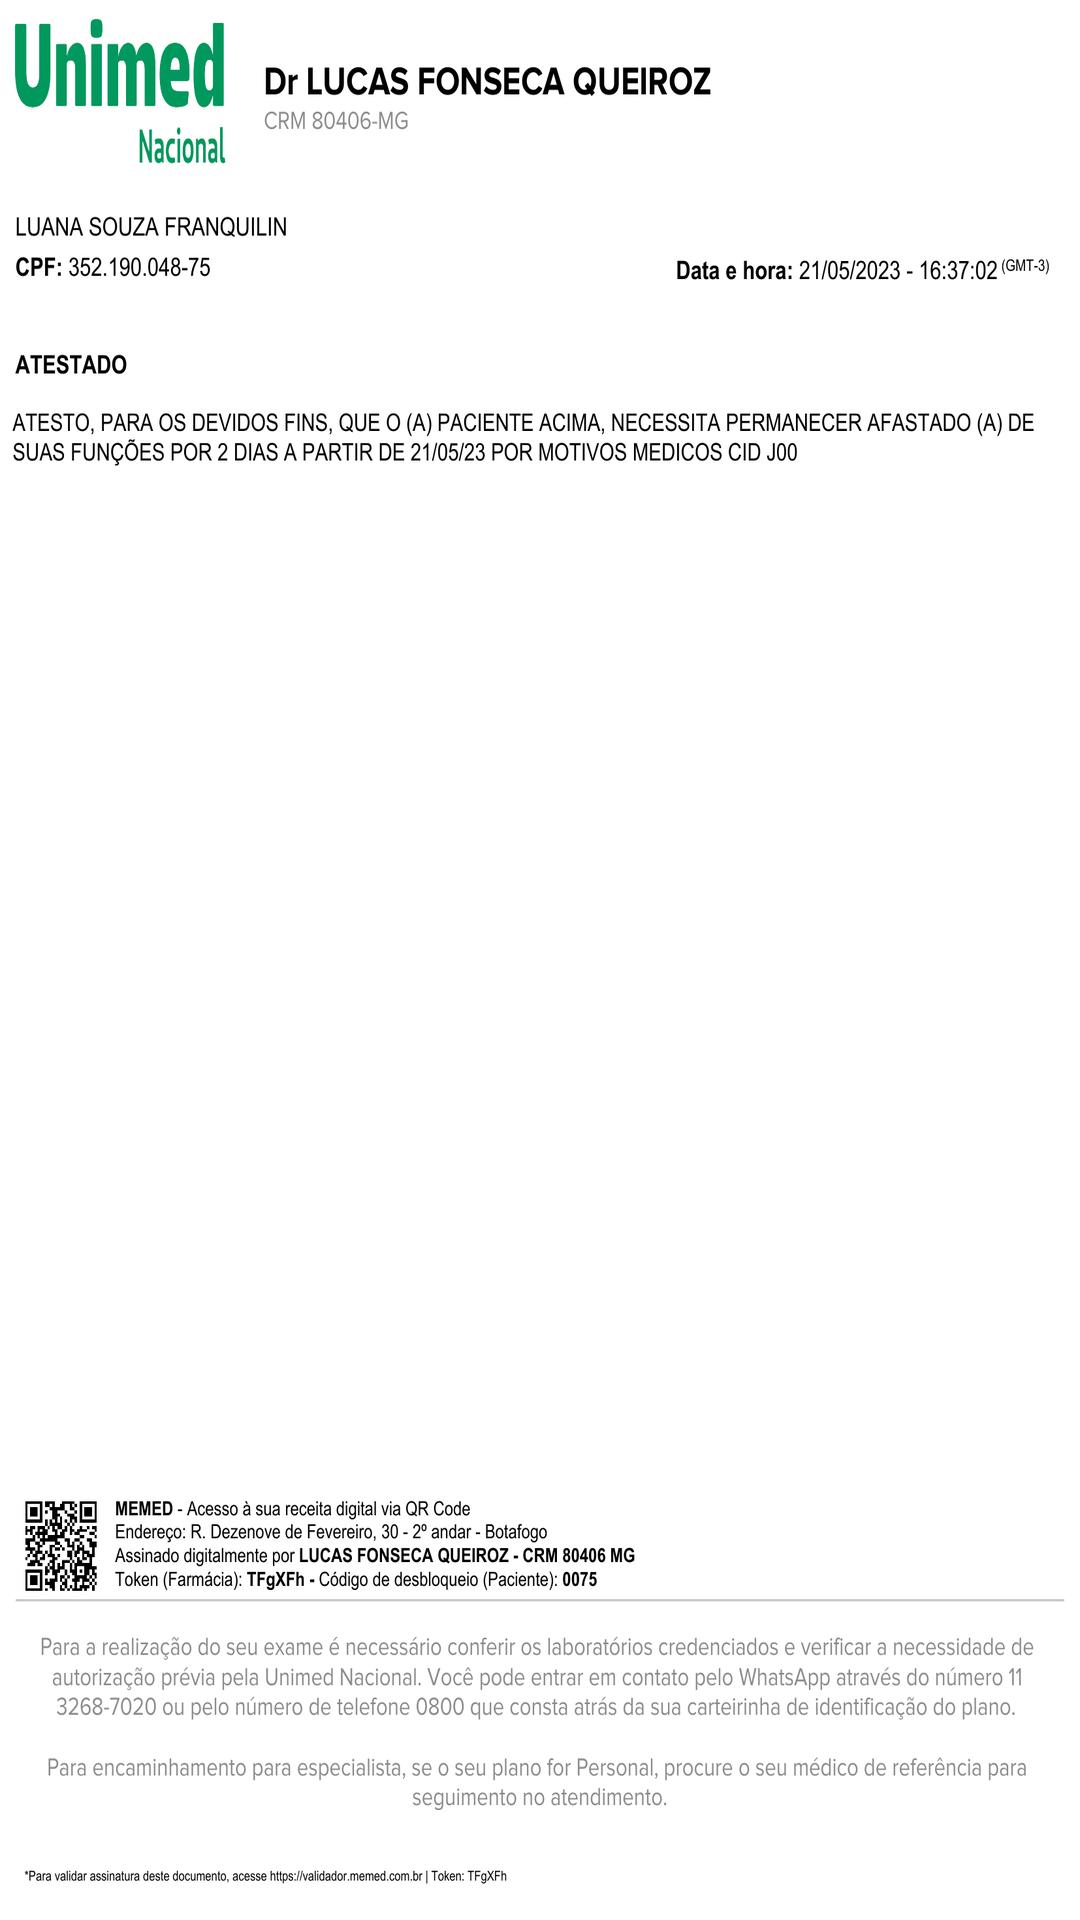 Unimed
Nacional
Dr LUCAS FONSECA QUEIROZ
CRM 80406-MG
LUANA SOUZA FRANQUILIN
CPF: 352.190.048-75
Data e hora: 21/05/2023 - 16:37:02 (GMT-3)
ATESTADO
ATESTO, PARA OS DEVIDOS FINS, QUE O (A) PACIENTE ACIMA, NECESSITA PERMANECER AFASTADO (A) DE
SUAS FUNÇÕES POR 2 DIAS A PARTIR DE 21/05/23 POR MOTIVOS MEDICOS CID J00
MEMED - Acesso à sua receita digital via QR Code
Endereço: R. Dezenove de Fevereiro, 30 - 2º andar - Botafogo
Assinado digitalmente por LUCAS FONSECA QUEIROZ - CRM 80406 MG
Token (Farmácia): TFgXFh - Código de desbloqueio (Paciente): 0075
Para a realização do seu exame é necessário conferir os laboratórios credenciados e verificar a necessidade de
autorização prévia pela Unimed Nacional. Você pode entrar em contato pelo WhatsApp através do número 11
3268-7020 ou pelo número de telefone 0800 que consta atrás da sua carteirinha de identificação do plano.
Para encaminhamento para especialista, se o seu plano for Personal, procure o seu médico de referência para
seguimento no atendimento.
*Para validar assinatura deste documento, acesse https://validador.memed.com.br | Token: TFgXFh